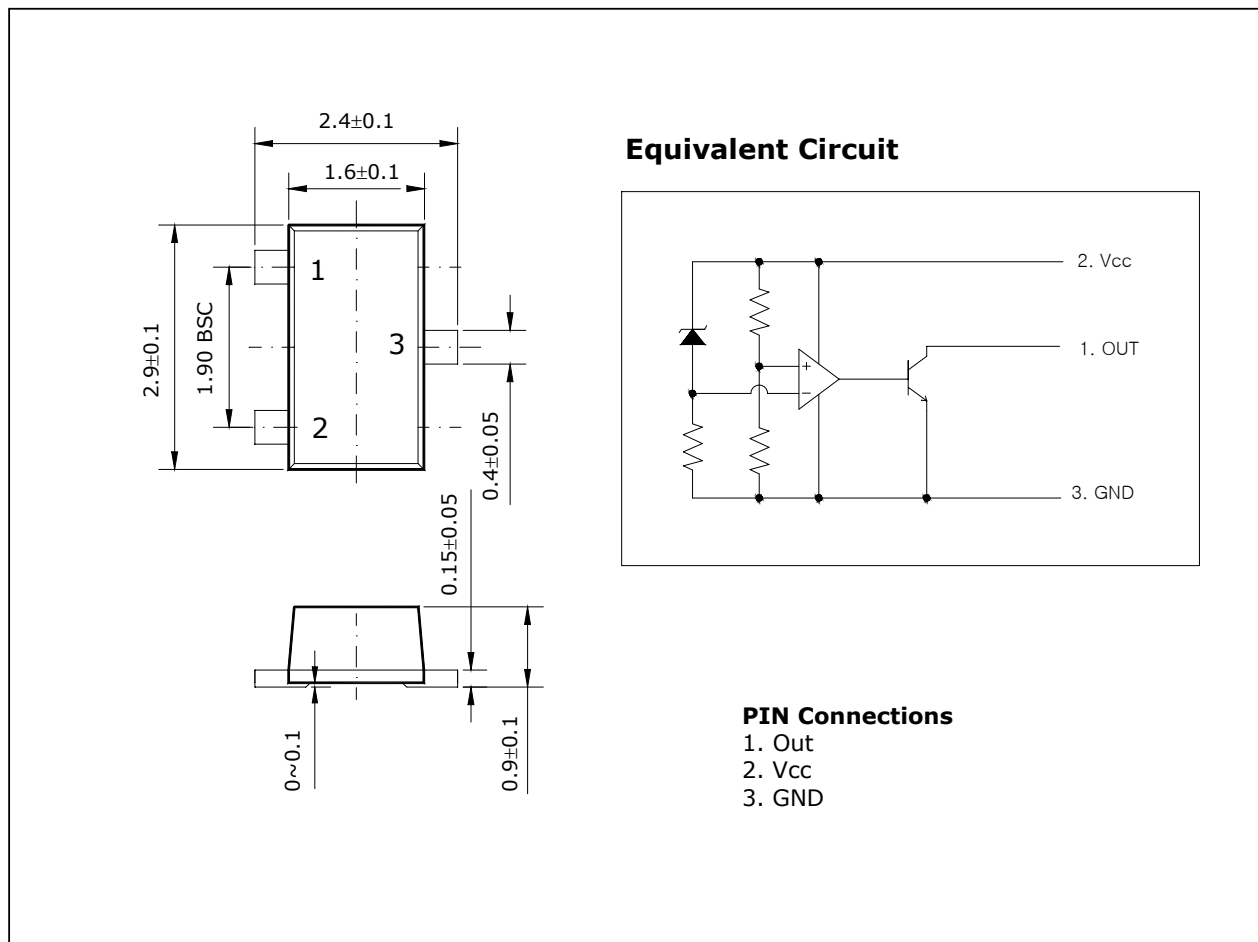 2.4±0.1
1.6±0.1
2.9±0.1
1.90 BSC
1
2
3
0.4±0.05
0.15±0.05
0~0.1
0.9±0.1
Equivalent Circuit
2. Vcc
1. OUT
3. GND
+
−
PIN Connections
1. Out
2. Vcc
3. GND